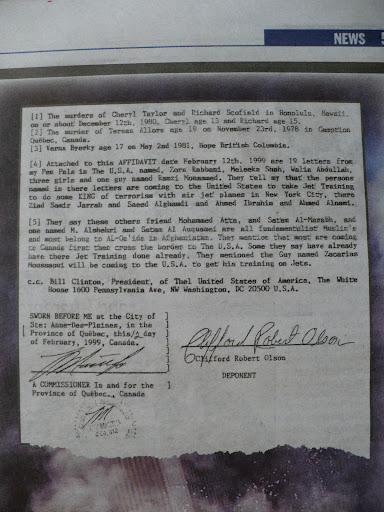 NEWS 5
[1] The murders of Cheryl Taylor and Richard Scofield in Honolulu, Hawaii,
on or about December 12th, 1980, Cheryl age 13 and Richard age 15.
[2] The murder of Teresa Allore age 19 on November 23rd, 1978 in Compton
Québec, Canada.
[3] Verna Bjerky age 17 on May 2nd 1981, Hope British Columbia.
[4] Attached to this AFFIDAVIT date February 12th, 1999 are 19 letters from
my Pen Pals is The U.S.A. named, Zora Rabbani, Meleeka Shah, Walia Abdullah,
three girls and one guy named Ramzi Mohammed. They tell my that the persons
named is there letters are coming to the United States to take Jet Training
to do some KING of terrorism with air jet planes in New York City, there
Ziad Samir Jarrah and Saeed Alghamdi and Ahmed Ibrahim and Ahmed Alnami.
[5] They say these others friend Mohammed Atta, and Satam Al-Marabh, and
one named M. Alshehri and Satam Al Auquamed are all fundamentalist Muslim's
and most belong to AL-Qa'ida in Afghanistan. They mention that most are coming
to Canada first then cross the border to The U.S.A. Some they may have already
have there Jet Training done already. They mentioned the Guy named Zacarias
Moussaoui will be coming to the U.S.A. to get his training on Jets.
c.c. Bill Clinton, President, of Thel United States of America, The White
House 1600 Pennsylvania Ave, NW Washington, DC 20500 U.S.A.
SWORN BEFORE ME at the City of ]
Ste: Anne-Des-Plaines, in the ]
Province of Québec, this day ]
of February, 1999, Canada. ]
Clifford Robert Olson
Clifford Robert Olson
DEPONENT
A COMMISSIONER In and for the ]
Province of Québec., Canada ]